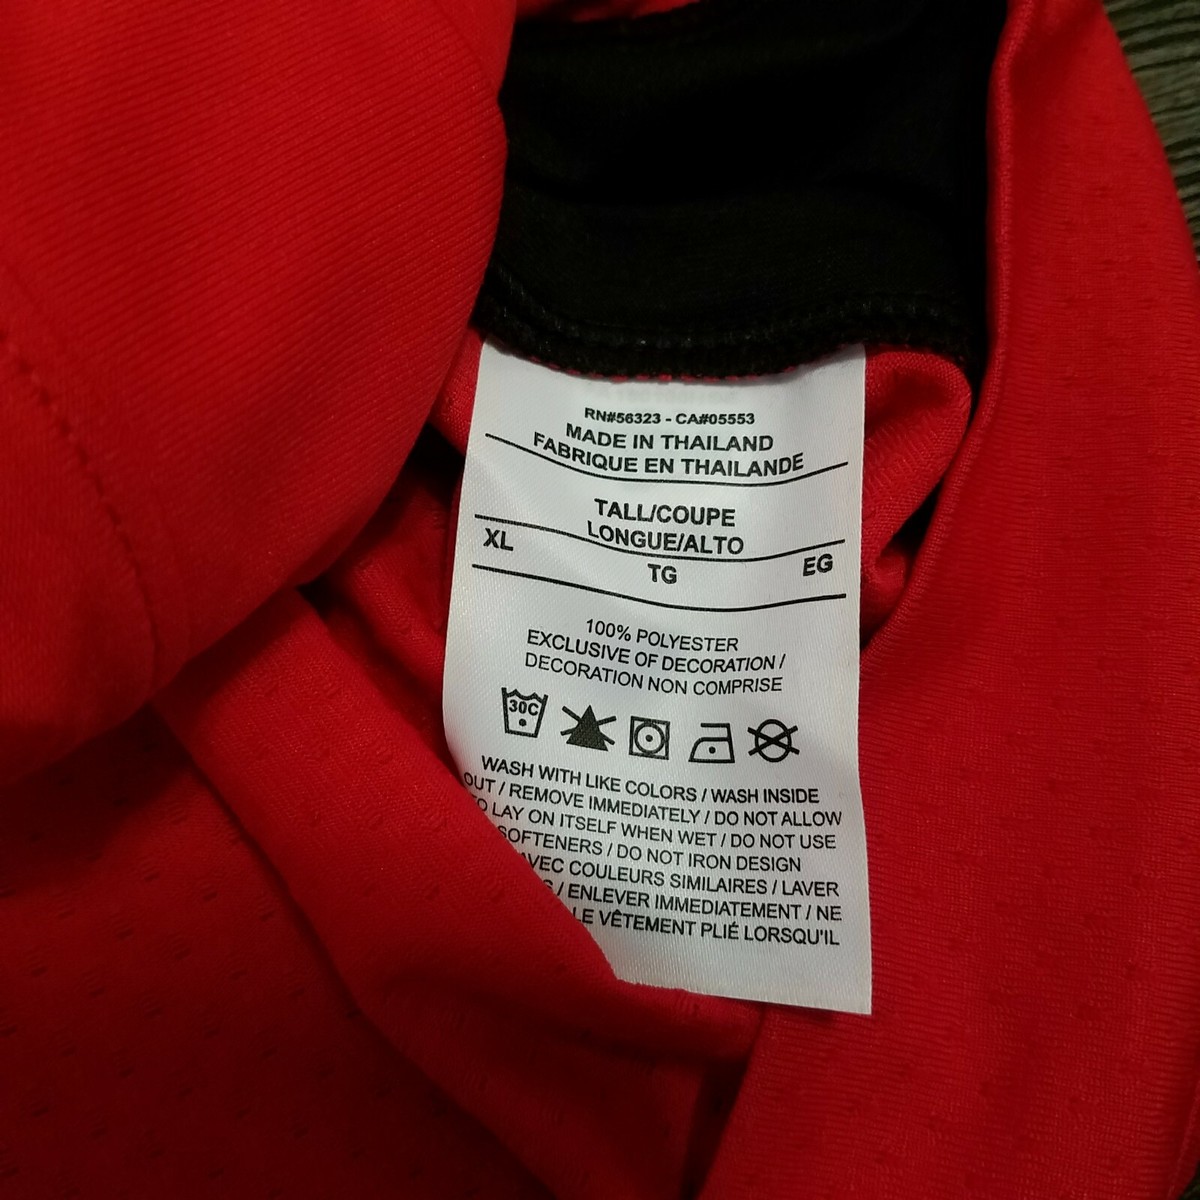 RN#56323 - CA#05553
MADE IN THAILAND
FABRIQUE EN THAILANDE
TALL/COUPE
LONGUE/ALTO
XL TG EG
100% POLYESTER
EXCLUSIVE OF DECORATION /
DECORATION NON COMPRISE
30C
WASH WITH LIKE COLORS / WASH INSIDE
OUT / REMOVE IMMEDIATELY / DO NOT ALLOW
TO LAY ON ITSELF WHEN WET / DO NOT USE
SOFTENERS / DO NOT IRON DESIGN
AVEC COULEURS SIMILAIRES / LAVER
/ ENLEVER IMMEDIATEMENT / NE
LE VÊTEMENT PLIÉ LORSQU'IL